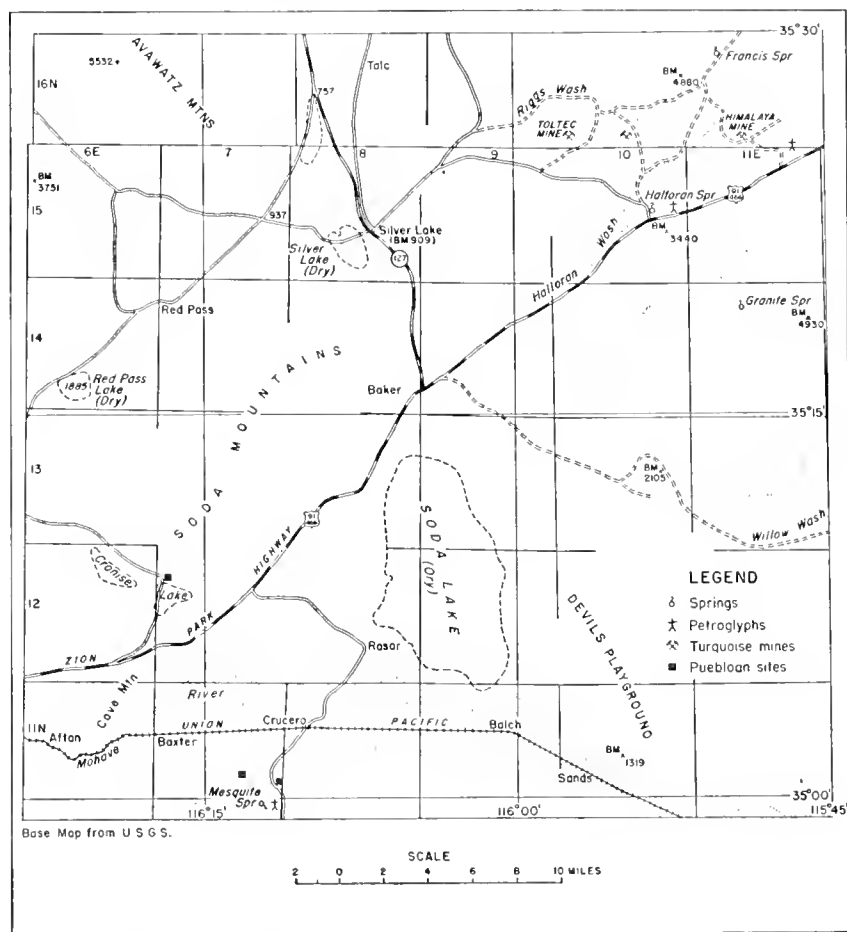 35°30'
5532
AVAWATZ MTNS
16N
Talc
757
Francis Spr
BM
4880
Riggs Wash
TOLTEC
MINE
HIMALAYA
MINE
6E
7
8
9
10
11E
BM
3751
15
91
466
Halloran Spr
937
Silver Lake
(BM909)
BM
3440
Silver
Lake
(Dry)
127
Halloran Wash
Granite Spr
BM
4930
Red Pass
14
SODA MOUNTAINS
1885
Red Pass
Lake
(Dry)
Baker
35°15'
13
BM
2105
SODA LAKE
(Dry)
91
466
Willow Wash
Cronise
Lake
ZION PARK HIGHWAY
12
LEGEND
Springs
Petroglyphs
Turquoise mines
Puebloan sites
DEVILS PLAYGROUND
Rasor
Cave Mtn
River
11N
Afton
Mohave
UNION PACIFIC
Crucero
Baxter
Balch
BM
1319
Sands
Mesquite
Spr
35°00'
116°15'
116°00'
115°45'
Base Map from U S G S.
SCALE
2 0 2 4 6 8 10 MILES